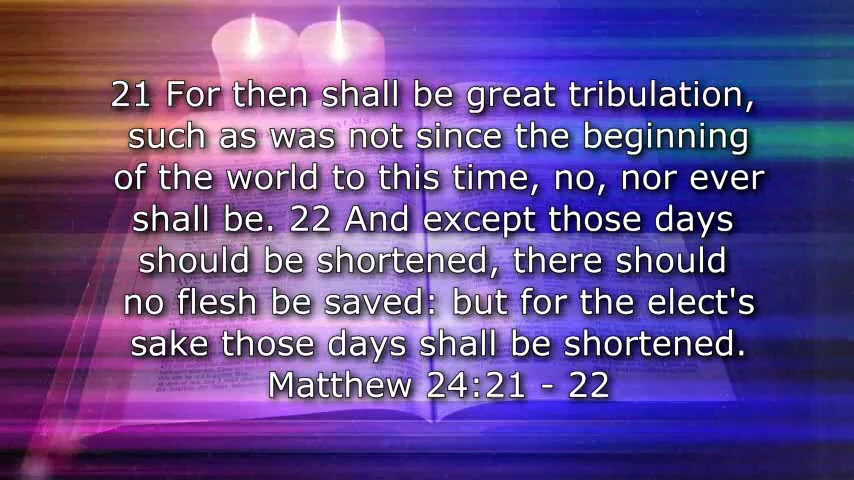 21 For then shall be great tribulation,
such as was not since the beginning
of the world to this time, no, nor ever
shall be. 22 And except those days
should be shortened, there should
no flesh be saved: but for the elect's
sake those days shall be shortened.
Matthew 24:21 - 22